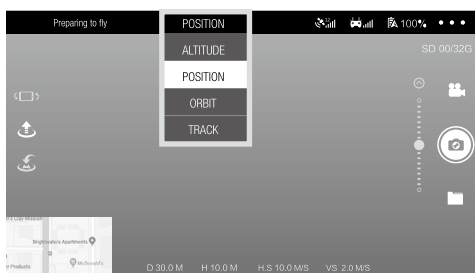 Preparing to fly
POSITION
100%
SD 00/32G
ALTITUDE
POSITION
ORBIT
TRACK
Brightwaters Apartments
McDonald's
Products
D 30.0 M H 10.0 M H.S 10.0 M/S VS 2.0 M/S